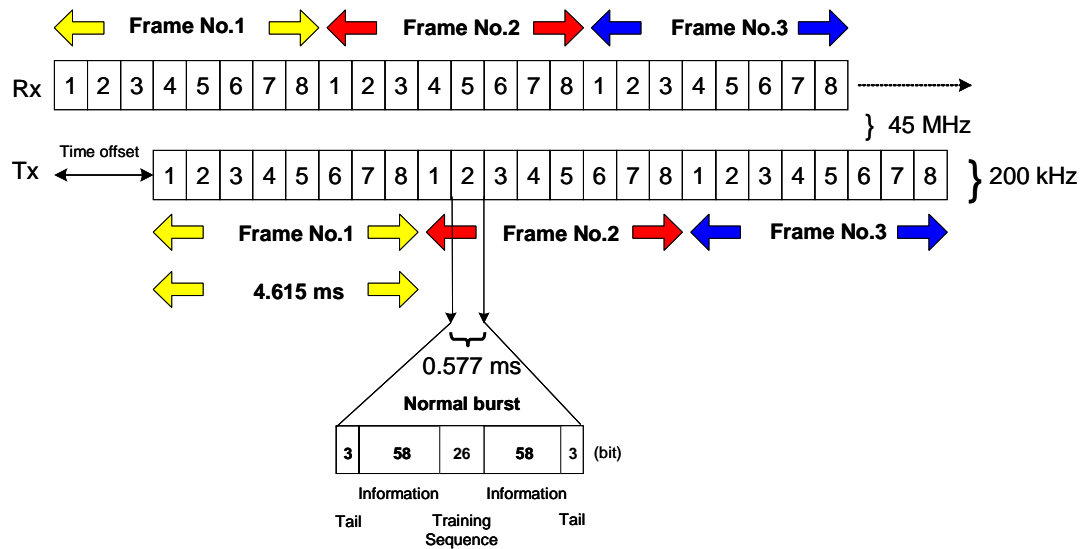 Frame No.1 Frame No.2 Frame No.3
Rx 1 2 3 4 5 6 7 8 1 2 3 4 5 6 7 8 1 2 3 4 5 6 7 8
} 45 MHz
Time offset
Tx 1 2 3 4 5 6 7 8 1 2 3 4 5 6 7 8 1 2 3 4 5 6 7 8 } 200 kHz
Frame No.1 Frame No.2 Frame No.3
4.615 ms
0.577 ms
Normal burst
3 58 26 58 3 (bit)
Information Information
Tail Training Tail
Sequence